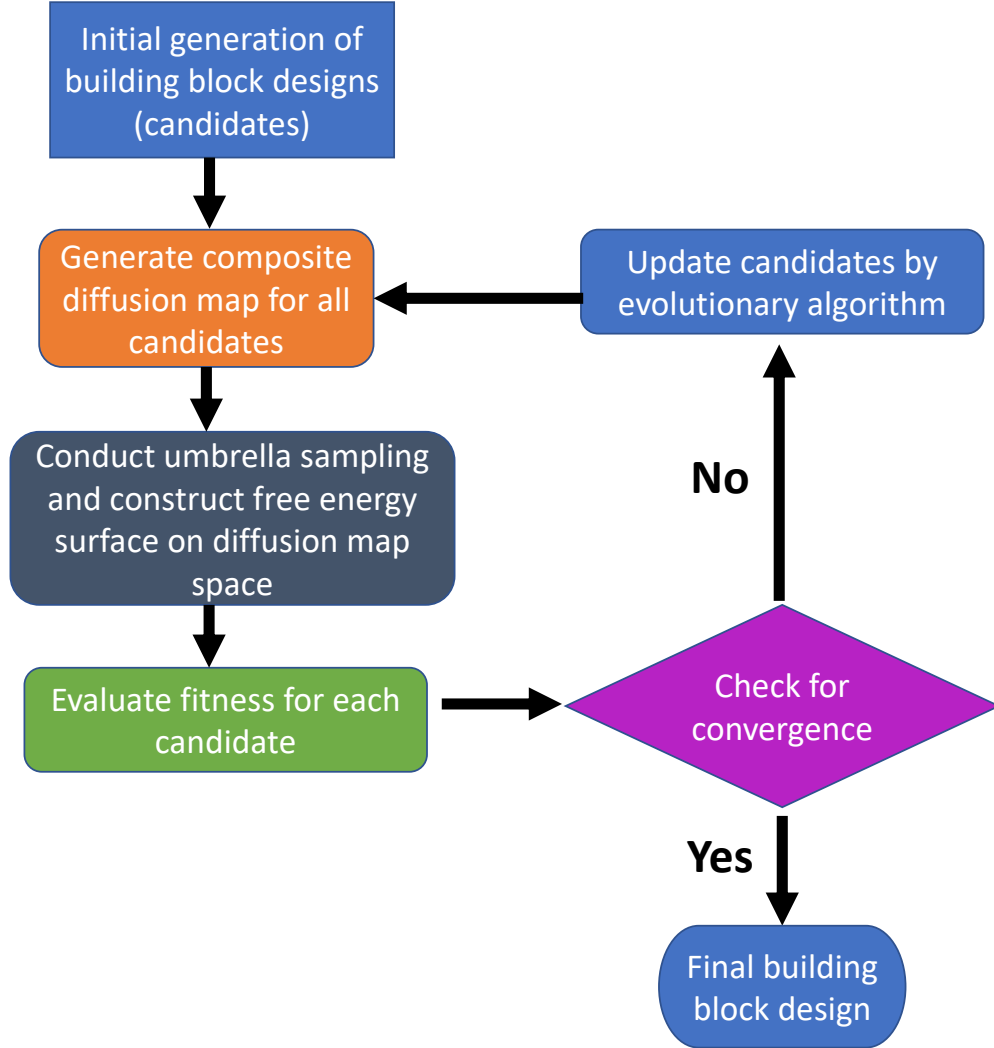 Initial generation of
building block designs
(candidates)
Generate composite
diffusion map for all
candidates
Update candidates by
evolutionary algorithm
Conduct umbrella sampling
and construct free energy
surface on diffusion map
space
No
Evaluate fitness for each
candidate
Check for
convergence
Yes
Final building
block design